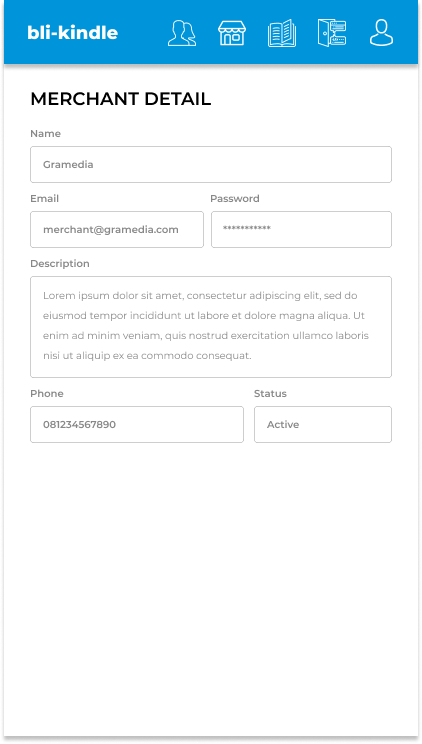 bli-kindle
MERCHANT DETAIL
Name
Gramedia
Email
Password
merchant@gramedia.com
***********
Description
Lorem ipsum dolor sit amet, consectetur adipiscing elit, sed do
eiusmod tempor incididunt ut labore et dolore magna aliqua. Ut
enim ad minim veniam, quis nostrud exercitation ullamco laboris
nisi ut aliquip ex ea commodo consequat.
Phone
Status
081234567890
Active